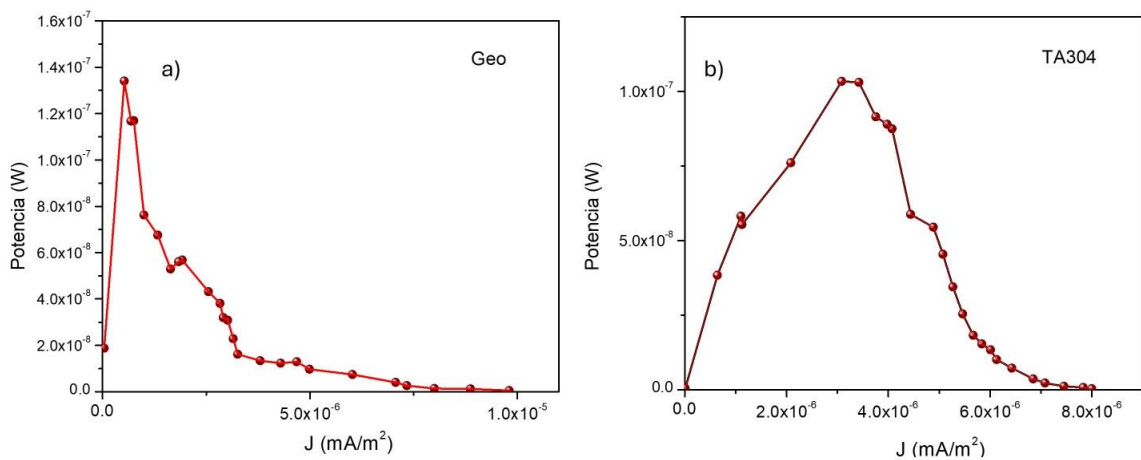 a)
Geo
Potencia (W)
1.6x10⁻⁷
1.4x10⁻⁷
1.2x10⁻⁷
1.0x10⁻⁷
8.0x10⁻⁸
6.0x10⁻⁸
4.0x10⁻⁸
2.0x10⁻⁸
0.0
0.0 5.0x10⁻⁶ 1.0x10⁻⁵
J (mA/m²)
b)
TA304
Potencia (W)
1.0x10⁻⁷
5.0x10⁻⁸
0.0
0.0 2.0x10⁻⁶ 4.0x10⁻⁶ 6.0x10⁻⁶ 8.0x10⁻⁶
J (mA/m²)